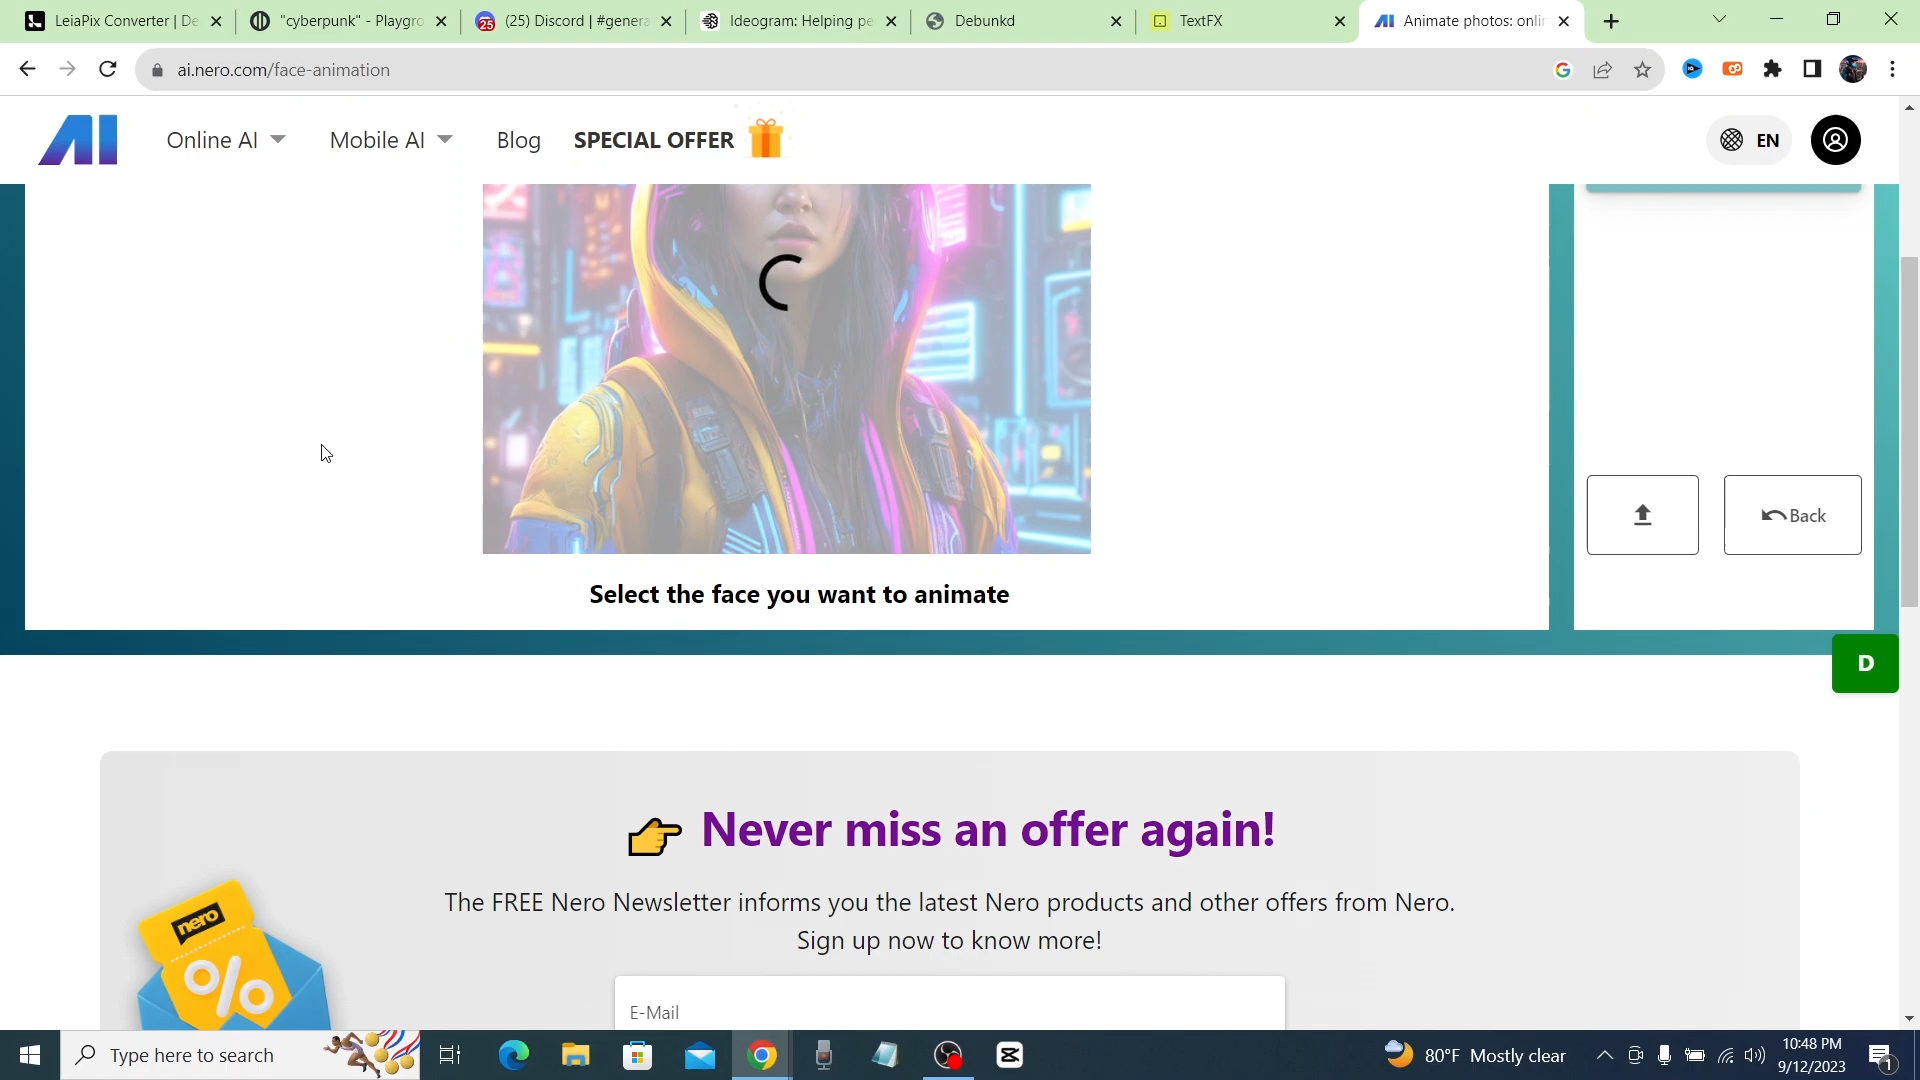 LeiaPix Converter | De
"cyberpunk" - Playgro
(25) Discord | #genera
Ideogram: Helping pe
Debunkd
TextFX
Animate photos: onlin
ai.nero.com/face-animation
AI
Online AI
Mobile AI
Blog
SPECIAL OFFER
EN
Back
Select the face you want to animate
D
Never miss an offer again!
The FREE Nero Newsletter informs you the latest Nero products and other offers from Nero.
Sign up now to know more!
nero
%
E-Mail
Type here to search
80°F Mostly clear
10:48 PM
9/12/2023
1